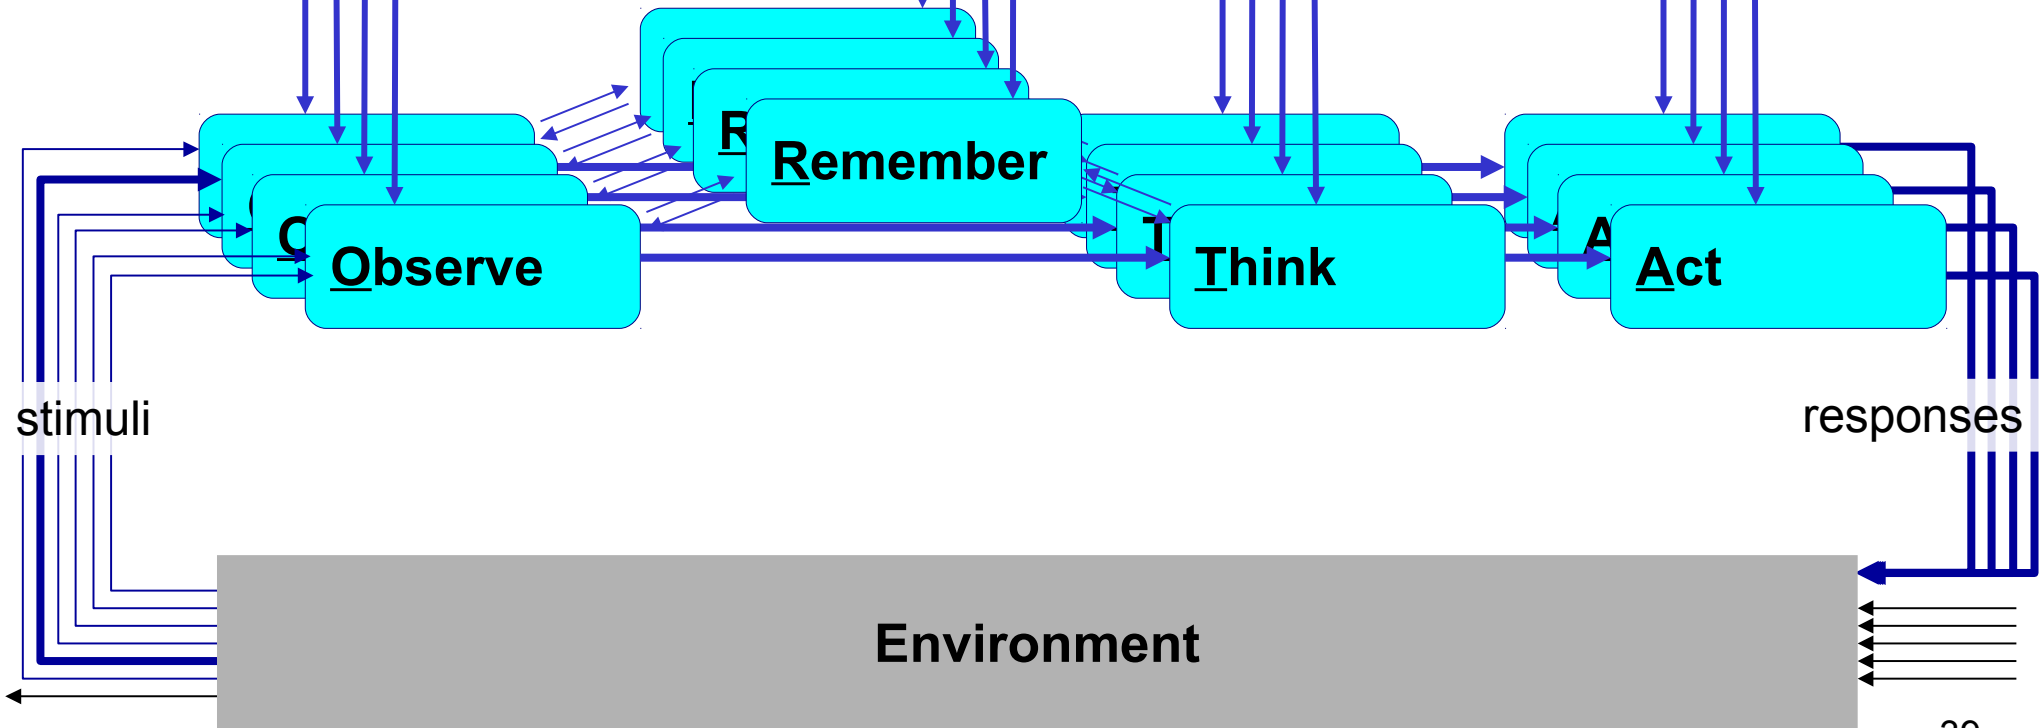 Remember
Observe
Think
Act
stimuli
responses
Environment